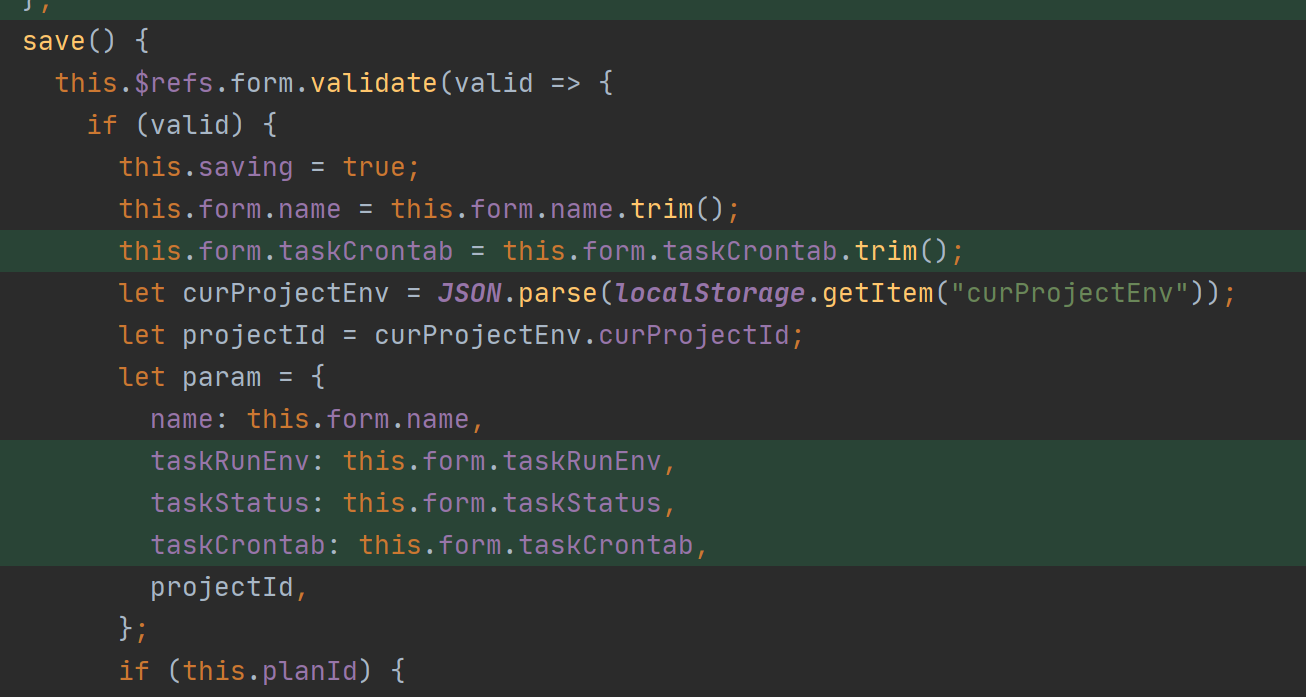 },
save() {
this.$refs.form.validate(valid => {
if (valid) {
this.saving = true;
this.form.name = this.form.name.trim();
this.form.taskCrontab = this.form.taskCrontab.trim();
let curProjectEnv = JSON.parse(localStorage.getItem("curProjectEnv"));
let projectId = curProjectEnv.curProjectId;
let param = {
name: this.form.name,
taskRunEnv: this.form.taskRunEnv,
taskStatus: this.form.taskStatus,
taskCrontab: this.form.taskCrontab,
projectId,
};
if (this.planId) {